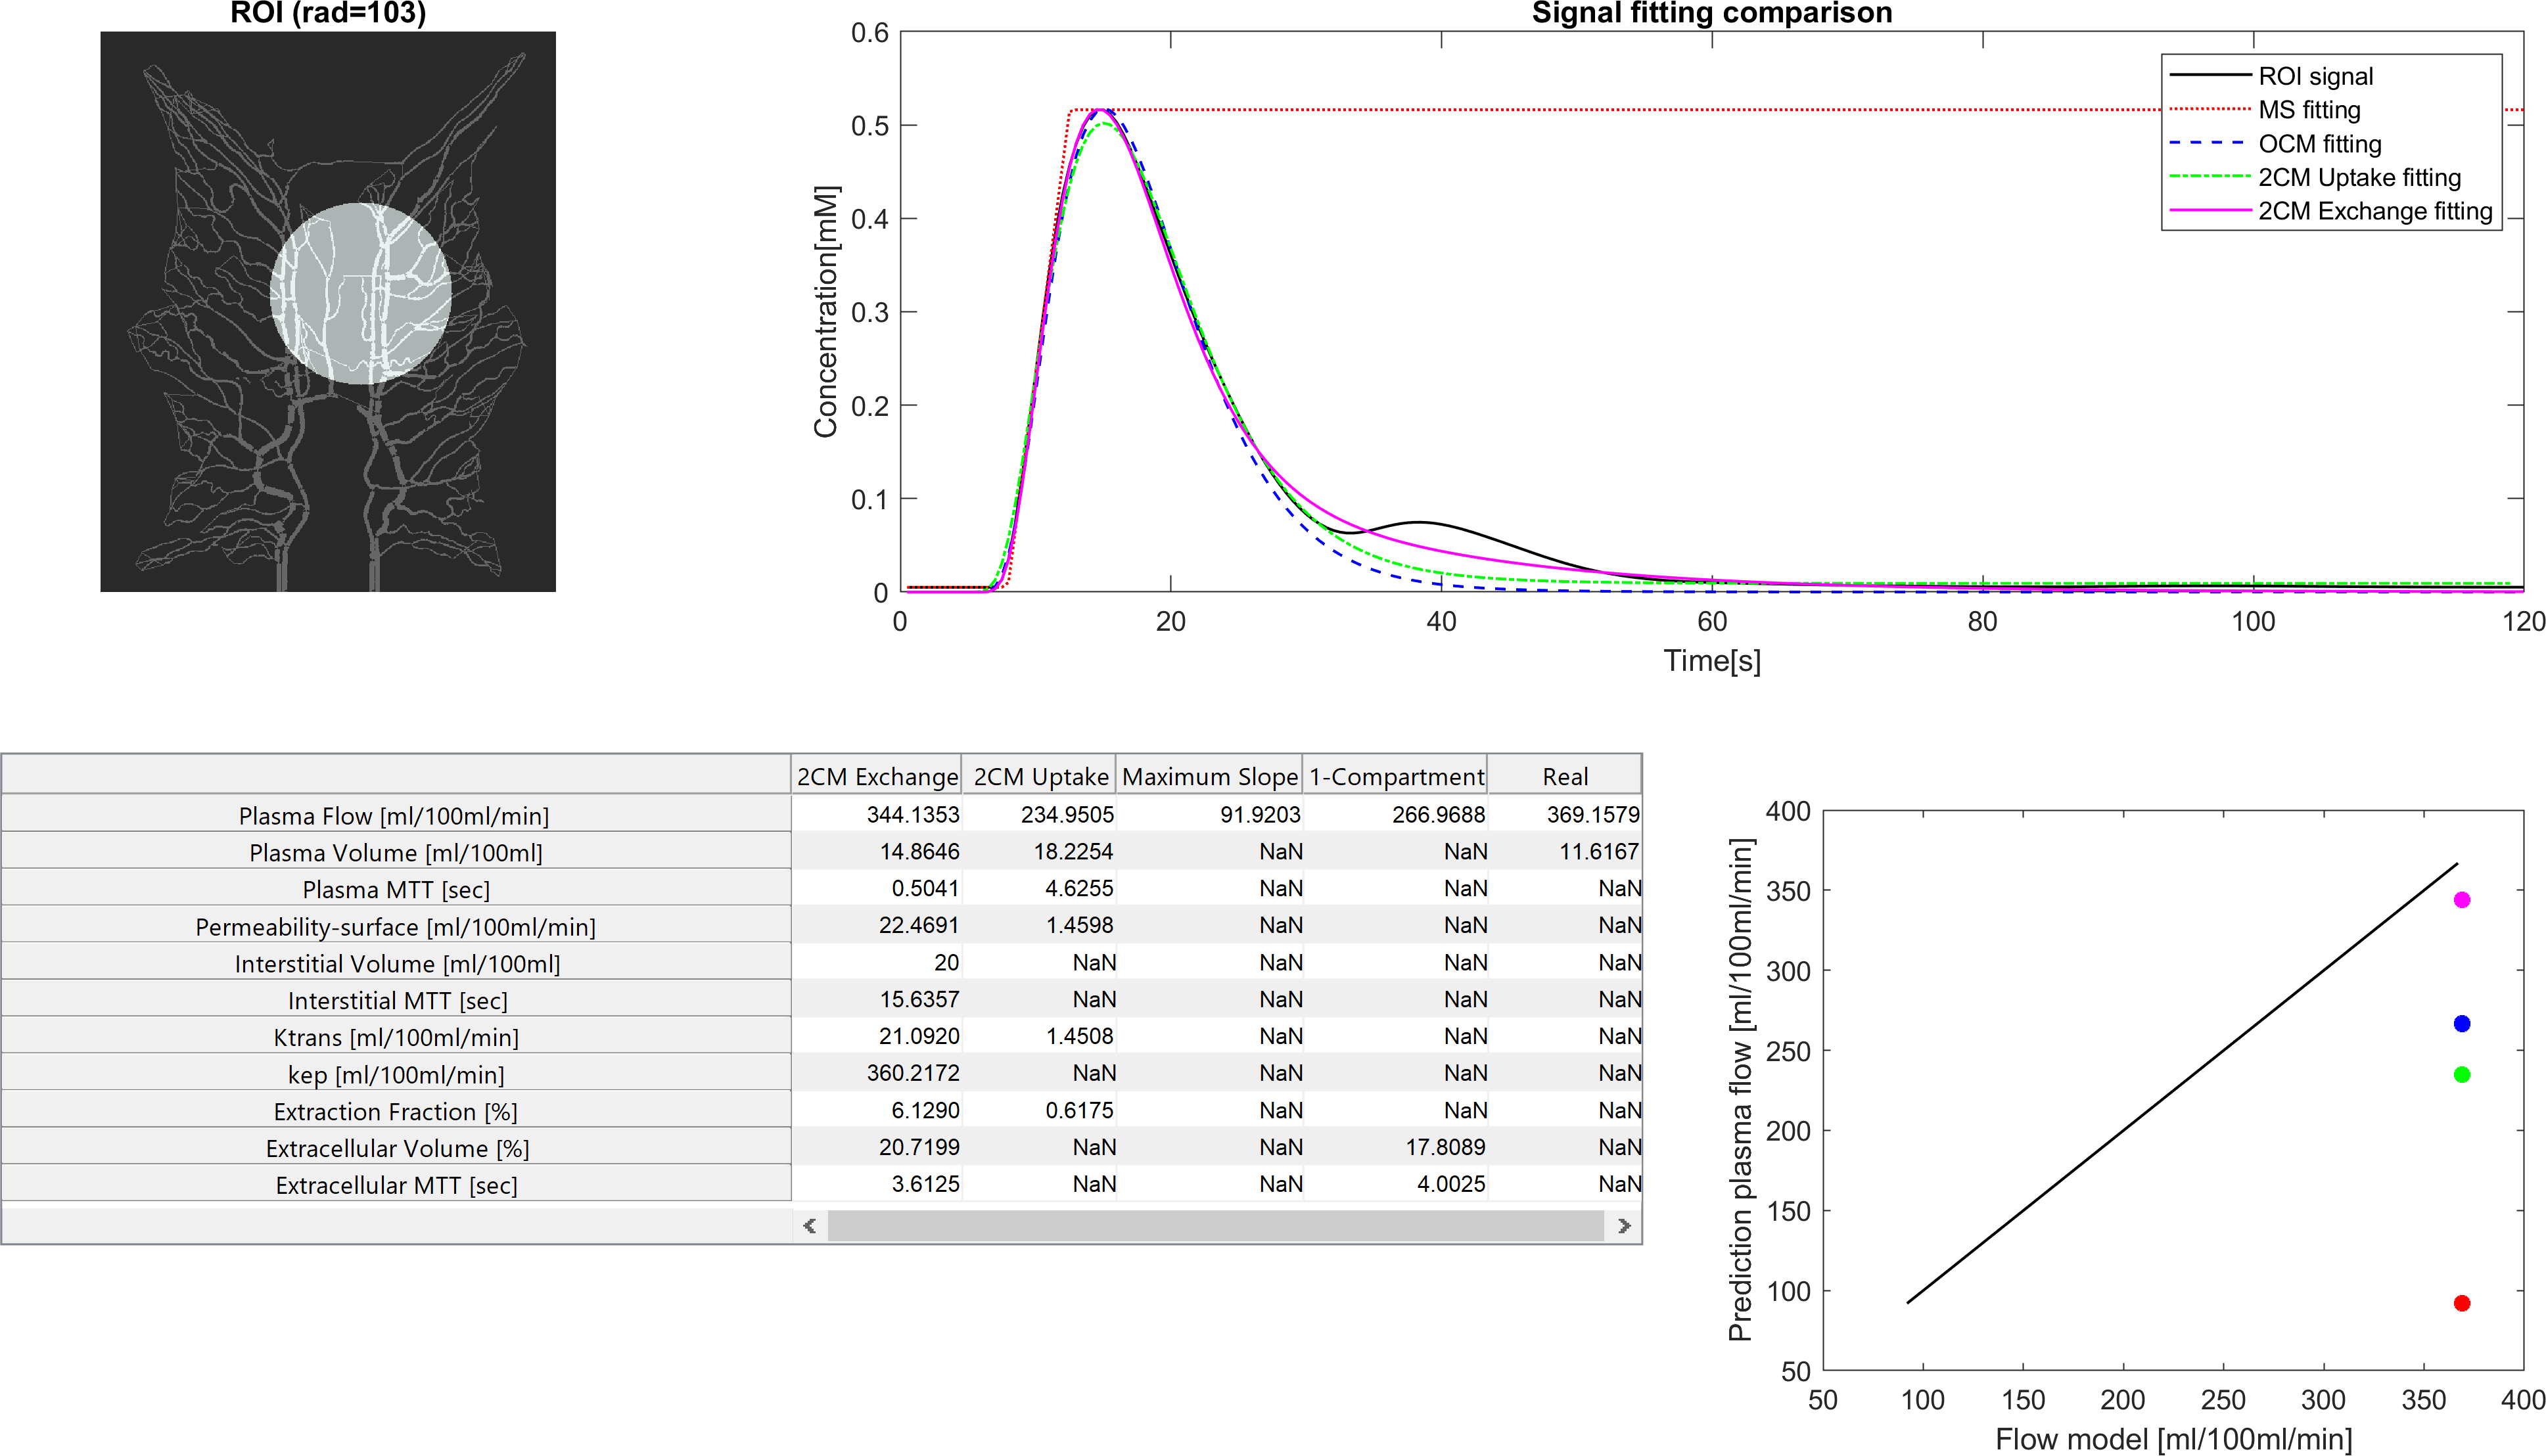 ROI (rad=103)
Signal fitting comparison
Concentration[mM]
0.6
0.5
0.4
0.3
0.2
0.1
0
0 20 40 60 80 100 120
Time[s]
ROI signal
MS fitting
OCM fitting
2CM Uptake fitting
2CM Exchange fitting
2CM Exchange 2CM Uptake Maximum Slope 1-Compartment Real
Plasma Flow [ml/100ml/min] 344.1353 234.9505 91.9203 266.9688 369.1579
Plasma Volume [ml/100ml] 14.8646 18.2254 NaN NaN 11.6167
Plasma MTT [sec] 0.5041 4.6255 NaN NaN NaN
Permeability-surface [ml/100ml/min] 22.4691 1.4598 NaN NaN NaN
Interstitial Volume [ml/100ml] 20 NaN NaN NaN NaN
Interstitial MTT [sec] 15.6357 NaN NaN NaN NaN
Ktrans [ml/100ml/min] 21.0920 1.4508 NaN NaN NaN
kep [ml/100ml/min] 360.2172 NaN NaN NaN NaN
Extraction Fraction [%] 6.1290 0.6175 NaN NaN NaN
Extracellular Volume [%] 20.7199 NaN NaN 17.8089 NaN
Extracellular MTT [sec] 3.6125 NaN NaN 4.0025 NaN
Prediction plasma flow [ml/100ml/min]
400
350
300
250
200
150
100
50
50 100 150 200 250 300 350 400
Flow model [ml/100ml/min]